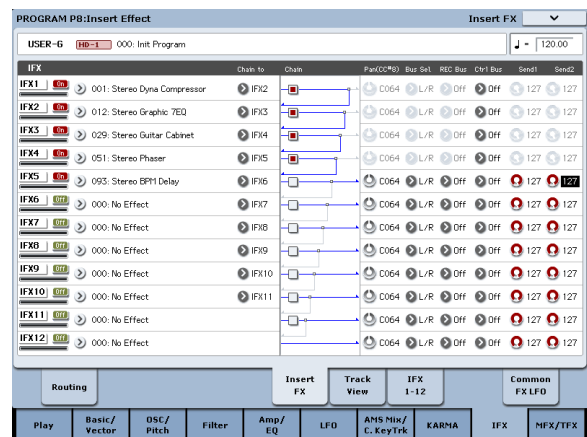 PROGRAM P8:Insert Effect Insert FX
USER-G HD-1 000: Init Program ♩ = 120.00
IFX Chain to Chain Pan(CC#8) Bus Sel. REC Bus Ctrl Bus Send1 Send2
IFX1 On 001: Stereo Dyna Compressor IFX2 C064 L/R Off Off 127 127
IFX2 On 012: Stereo Graphic 7EQ IFX3 C064 L/R Off Off 127 127
IFX3 On 029: Stereo Guitar Cabinet IFX4 C064 L/R Off Off 127 127
IFX4 On 051: Stereo Phaser IFX5 C064 L/R Off Off 127 127
IFX5 On 093: Stereo BPM Delay IFX6 C064 L/R Off Off 127 127
IFX6 Off 000: No Effect IFX7 C064 L/R Off Off 127 127
IFX7 Off 000: No Effect IFX8 C064 L/R Off Off 127 127
IFX8 Off 000: No Effect IFX9 C064 L/R Off Off 127 127
IFX9 Off 000: No Effect IFX10 C064 L/R Off Off 127 127
IFX10 Off 000: No Effect IFX11 C064 L/R Off Off 127 127
IFX11 Off 000: No Effect C064 L/R Off Off 127 127
IFX12 Off 000: No Effect C064 L/R Off Off 127 127
Routing Insert FX Track View IFX 1-12 Common FX LFO
Play Basic/ Vector OSC/ Pitch Filter Amp/ EQ LFO AMS Mix/ C. KeyTrk KARMA IFX MFX/TFX